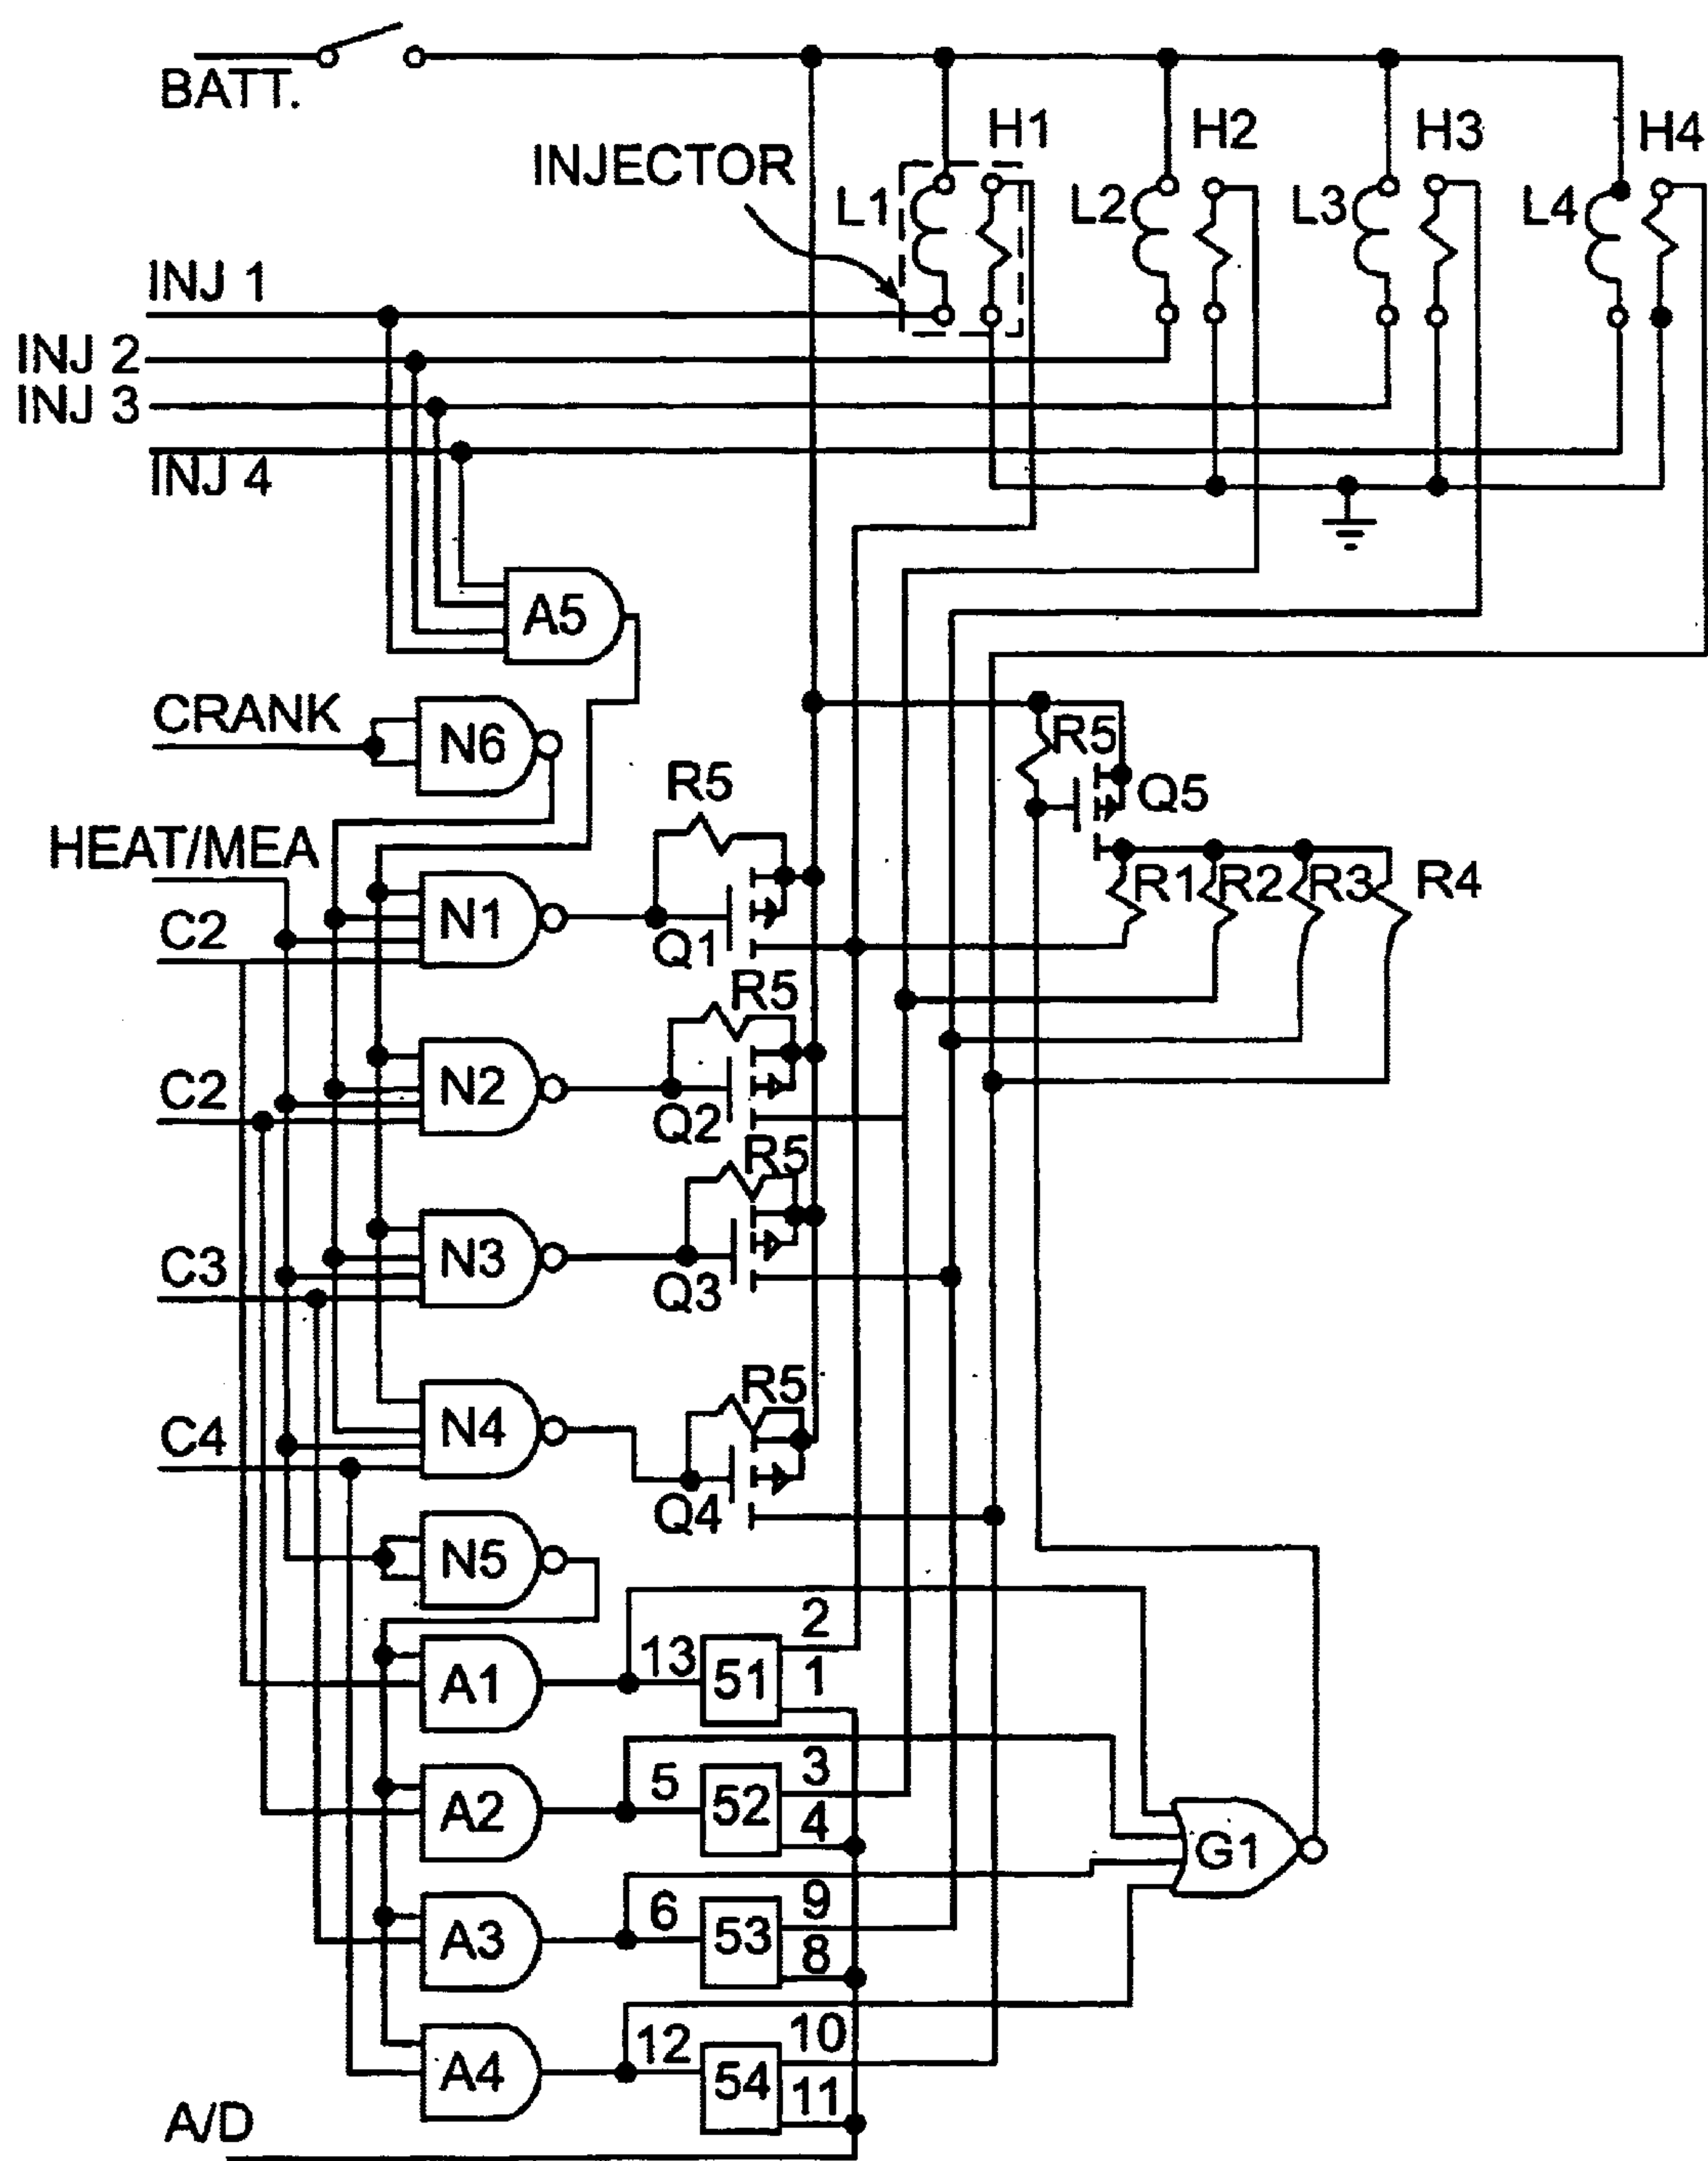 BATT.
INJECTOR
H1
H2
H3
H4
L1
L2
L3
L4
INJ 1
INJ 2
INJ 3
INJ 4
A5
CRANK
N6
R5
Q5
R5
HEAT/MEA
R1
R2
R3
R4
C2
N1
Q1
R5
C2
N2
Q2
R5
C3
N3
Q3
R5
C4
N4
Q4
N5
2
13
51
1
A1
3
5
52
4
A2
G1
9
6
53
8
A3
10
12
54
11
A4
A/D